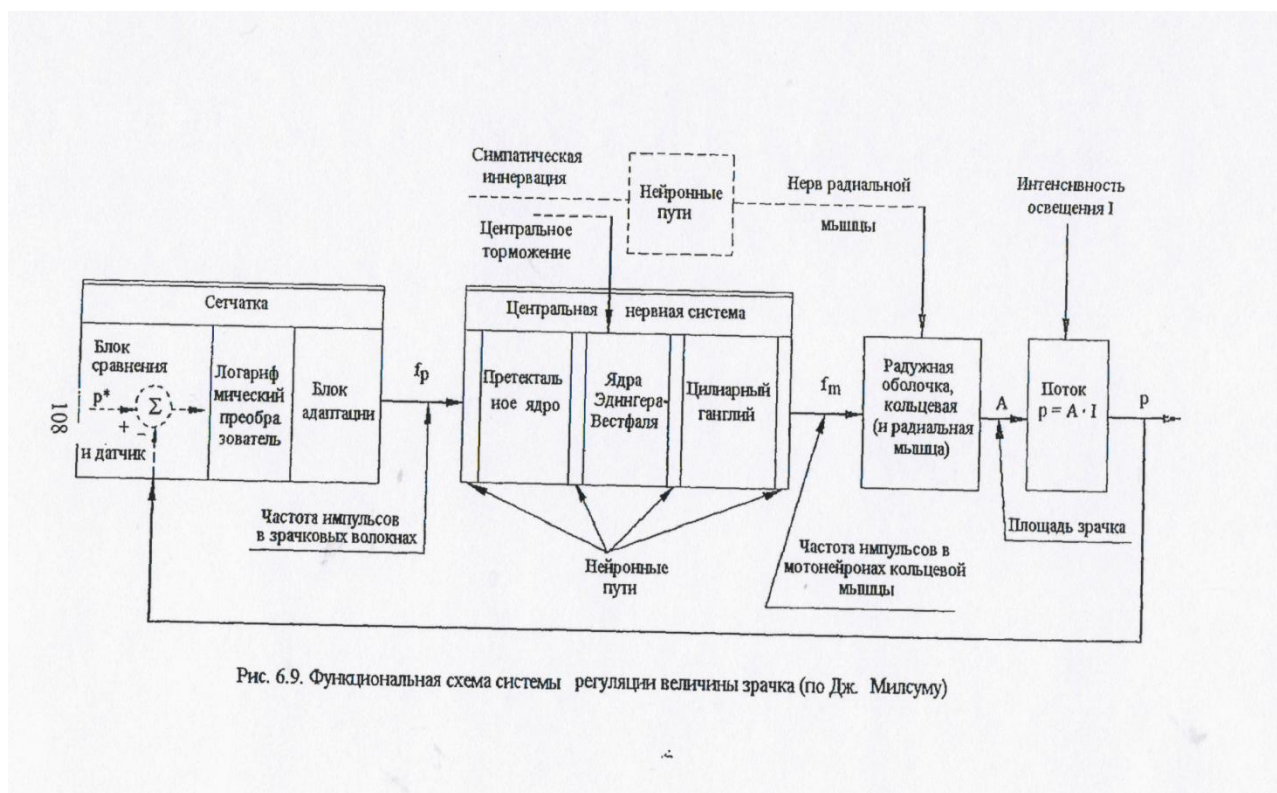 Симпатическая
иннервация
Нейронные
пути
Нерв радиальной
мышцы
Интенсивность
освещения I
Центральное
торможение
Сетчатка
Блок
сравнения
p*
Σ
+
−
и датчик
Логариф
мический
преобра
зователь
Блок
адаптации
fp
Центральная нервная система
Претекталь
ное ядро
Ядра
Эдингера-
Вестфаля
Цилиарный
ганглий
fm
Радужная
оболочка,
кольцевая
(и радиальная
мышца)
A
Поток
p = A · I
p
108
Частота импульсов
в зрачковых волокнах
Нейронные
пути
Частота импульсов в
мотонейронах кольцевой
мышцы
Площадь зрачка
Рис. 6.9. Функциональная схема системы регуляции величины зрачка (по Дж. Милсуму)